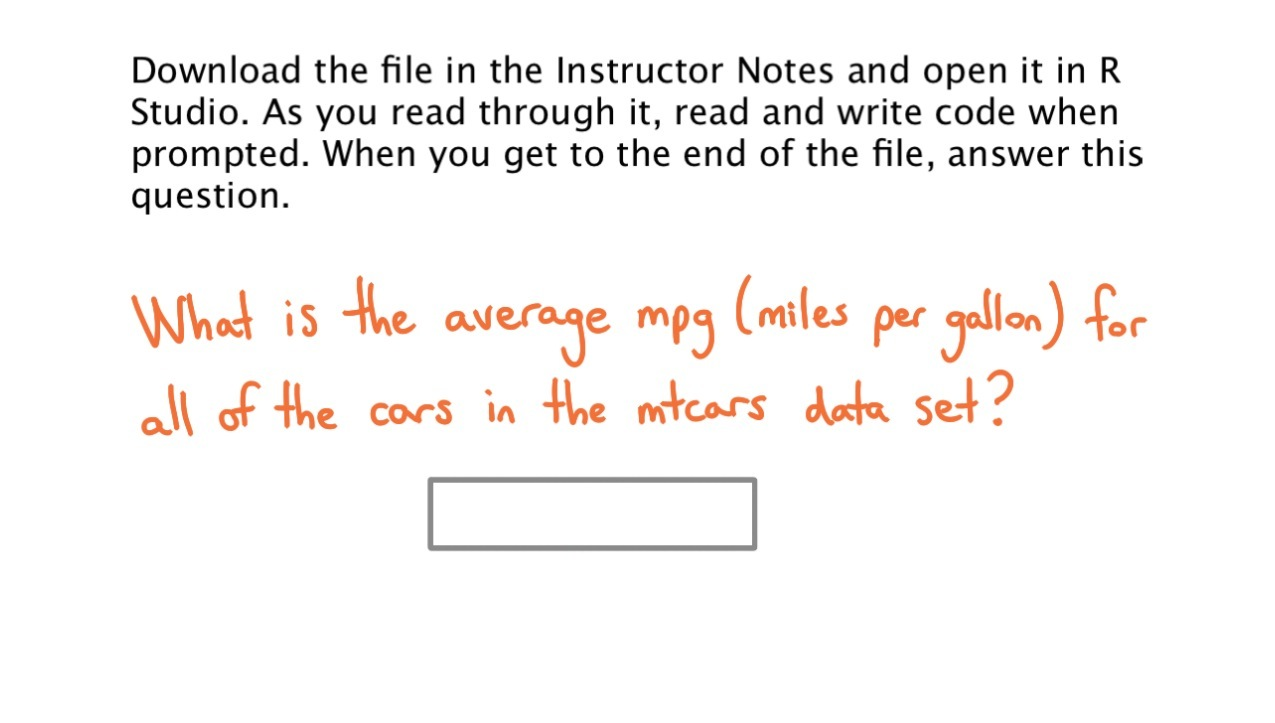 Download the file in the Instructor Notes and open it in R
Studio. As you read through it, read and write code when
prompted. When you get to the end of the file, answer this
question.
What is the average mpg (miles per gallon) for
all of the cars in the mtcars data set?